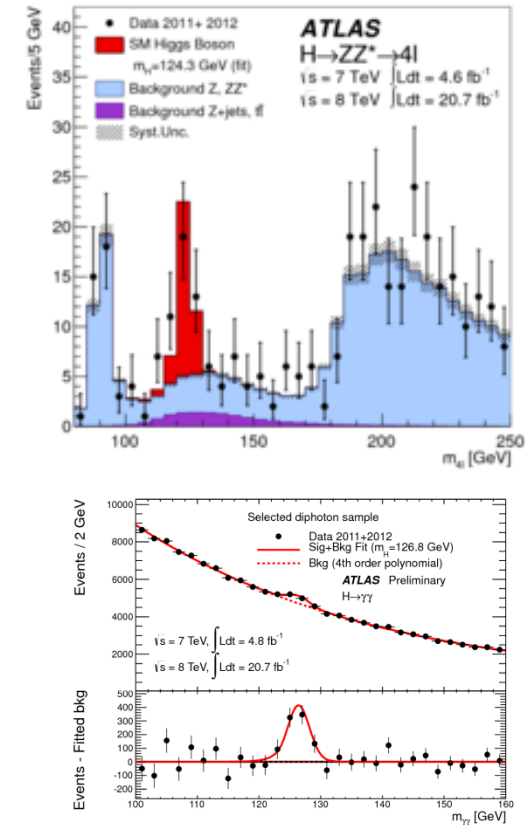 Events/5 GeV
40
35
30
25
20
15
10
5
0
Data 2011+ 2012
SM Higgs Boson
m_H=124.3 GeV (fit)
Background Z, ZZ*
Background Z+jets, tt̄
Syst.Unc.
ATLAS
H→ZZ*→4l
√s = 7 TeV ∫Ldt = 4.6 fb⁻¹
√s = 8 TeV ∫Ldt = 20.7 fb⁻¹
100 150 200 250
m_4l [GeV]
Events / 2 GeV
10000
8000
6000
4000
2000
Selected diphoton sample
Data 2011+2012
Sig+Bkg Fit (m_H=126.8 GeV)
Bkg (4th order polynomial)
ATLAS Preliminary
H→γγ
√s = 7 TeV, ∫Ldt = 4.8 fb⁻¹
√s = 8 TeV, ∫Ldt = 20.7 fb⁻¹
Events - Fitted bkg
500
400
300
200
100
0
-100
-200
100 110 120 130 140 150 160
m_γγ [GeV]